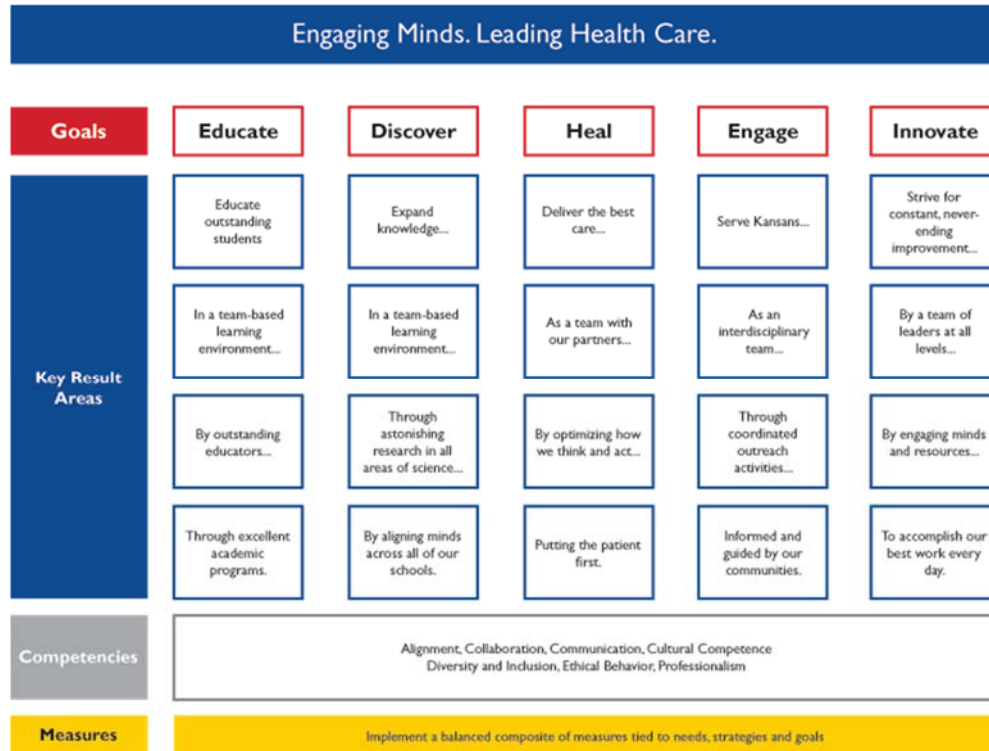 Engaging Minds. Leading Health Care.
Goals
Educate
Discover
Heal
Engage
Innovate
Key Result
Areas
Educate
outstanding
students
Expand
knowledge...
Deliver the best
care...
Serve Kansans...
Strive for
constant, never-
ending
improvement...
In a team-based
learning
environment...
In a team-based
learning
environment...
As a team with
our partners...
As an
interdisciplinary
team...
By a team of
leaders at all
levels...
By outstanding
educators...
Through
astonishing
research in all
areas of science...
By optimizing how
we think and act...
Through
coordinated
outreach
activities...
By engaging minds
and resources...
Through excellent
academic
programs.
By aligning minds
across all of our
schools.
Putting the patient
first.
Informed and
guided by our
communities.
To accomplish our
best work every
day.
Competencies
Alignment, Collaboration, Communication, Cultural Competence
Diversity and Inclusion, Ethical Behavior, Professionalism
Measures
Implement a balanced composite of measures tied to needs, strategies and goals